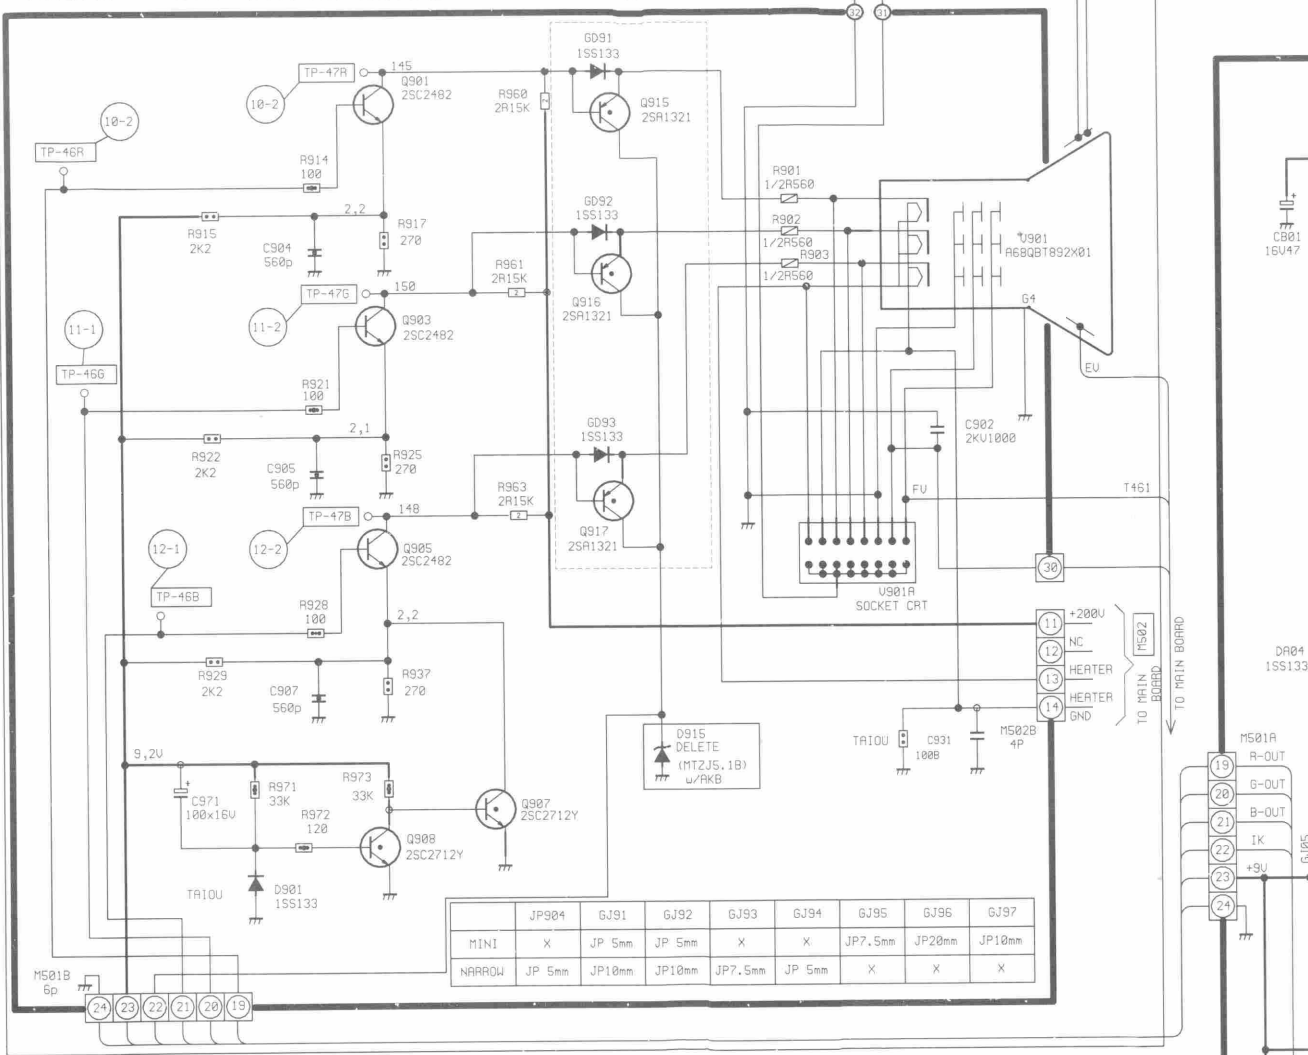 32 31
GD91
1SS133
TP-47R 145
Q901
2SC2482
10-2
R960
2R15K
Q915
2SA1321
10-2
TP-46R
R914
100
R901
1/2R560
GD92
1SS133
R902
1/2R560
R903
1/2R560
*V901
A68QBT892X01
CB01
16V47
+
R915
2K2
2,2
C904
560p
R917
270
R961
2R15K
Q916
2SA1321
G4
TP-47G 150
11-2
Q903
2SC2482
11-1
TP-46G
R921
100
EV
R922
2K2
2,1
C905
560p
R925
270
GD93
1SS133
C902
2KV1000
R963
2R15K
FV
T461
TP-47B 148
12-2
Q905
2SC2482
Q917
2SA1321
12-1
TP-46B
R928
100
V901A
SOCKET CRT
30
2,2
11 +200V
12 NC
13 HEATER
14 HEATER
GND
M502
TO MAIN BOARD
TO MAIN BOARD
R929
2K2
C907
560p
R937
270
DA04
1SS133
D915
DELETE
(MTZJ5.1B)
w/AKB
TAIOU
C931
100B
M502B
4P
9,2V
+
C971
100x16V
R971
33K
R973
33K
R972
120
Q907
2SC2712Y
Q908
2SC2712Y
TAIOU
D901
1SS133
M501A
19 R-OUT
20 G-OUT
21 B-OUT
22 IK
23 +9V
24
GJ05
JP904 GJ91 GJ92 GJ93 GJ94 GJ95 GJ96 GJ97
MINI X JP 5mm JP 5mm X X JP7.5mm JP20mm JP10mm
NARROW JP 5mm JP10mm JP10mm JP7.5mm JP 5mm X X X
M501B
6p
24 23 22 21 20 19